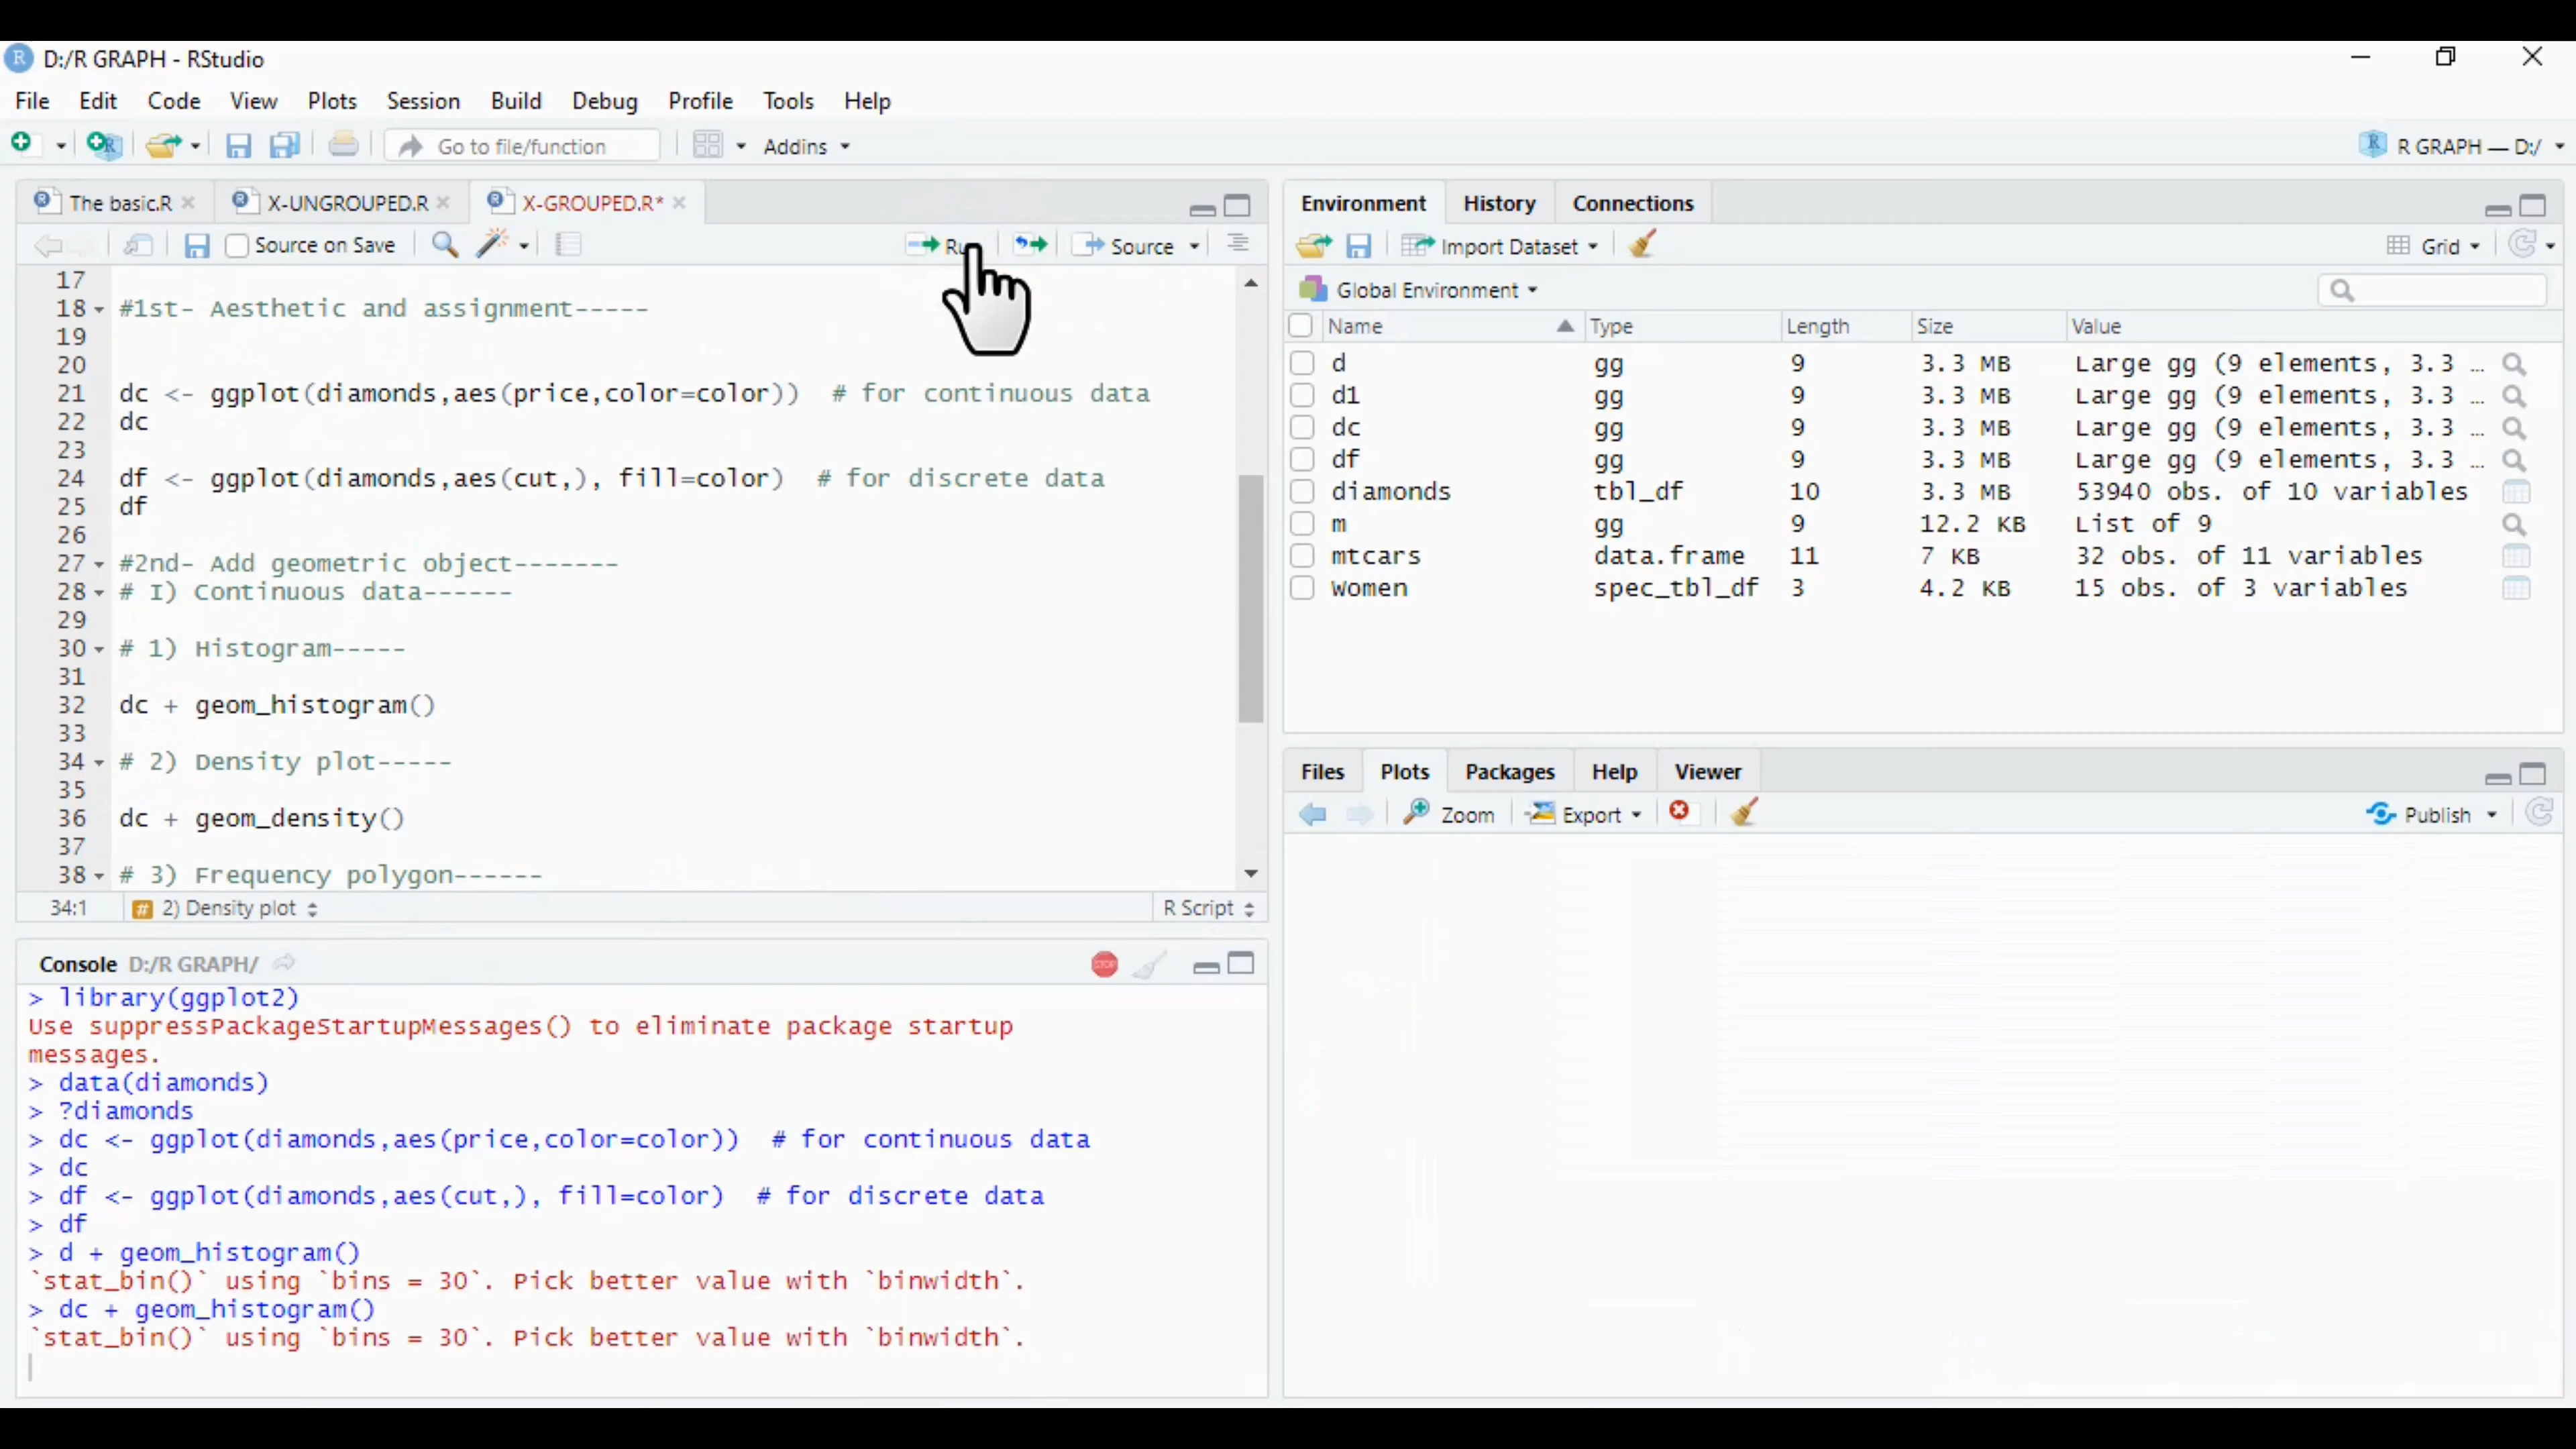 D:/R GRAPH - RStudio
File Edit Code View Plots Session Build Debug Profile Tools Help
Go to file/function Addins R GRAPH — D:/
The basic.R X-UNGROUPED.R X-GROUPED.R*
Source on Save Source
17
18 #1st- Aesthetic and assignment-----
19
20
21 dc <- ggplot(diamonds,aes(price,color=color)) # for continuous data
22 dc
23
24 df <- ggplot(diamonds,aes(cut,), fill=color) # for discrete data
25 df
26
27 #2nd- Add geometric object-------
28 # I) Continuous data------
29
30 # 1) Histogram-----
31
32 dc + geom_histogram()
33
34 # 2) Density plot-----
35
36 dc + geom_density()
37
38 # 3) Frequency polygon------
34:1 # 2) Density plot R Script
Console D:/R GRAPH/ STOP
> library(ggplot2)
Use suppressPackageStartupMessages() to eliminate package startup
messages.
> data(diamonds)
> ?diamonds
> dc <- ggplot(diamonds,aes(price,color=color)) # for continuous data
> dc
> df <- ggplot(diamonds,aes(cut,), fill=color) # for discrete data
> df
> d + geom_histogram()
`stat_bin()` using `bins = 30`. Pick better value with `binwidth`.
> dc + geom_histogram()
`stat_bin()` using `bins = 30`. Pick better value with `binwidth`.
Environment History Connections
Import Dataset Grid
Global Environment
Name Type Length Size Value
d gg 9 3.3 MB Large gg (9 elements, 3.3 …
d1 gg 9 3.3 MB Large gg (9 elements, 3.3 …
dc gg 9 3.3 MB Large gg (9 elements, 3.3 …
df gg 9 3.3 MB Large gg (9 elements, 3.3 …
diamonds tbl_df 10 3.3 MB 53940 obs. of 10 variables
m gg 9 12.2 KB List of 9
mtcars data.frame 11 7 KB 32 obs. of 11 variables
Women spec_tbl_df 3 4.2 KB 15 obs. of 3 variables
Files Plots Packages Help Viewer
Zoom Export Publish